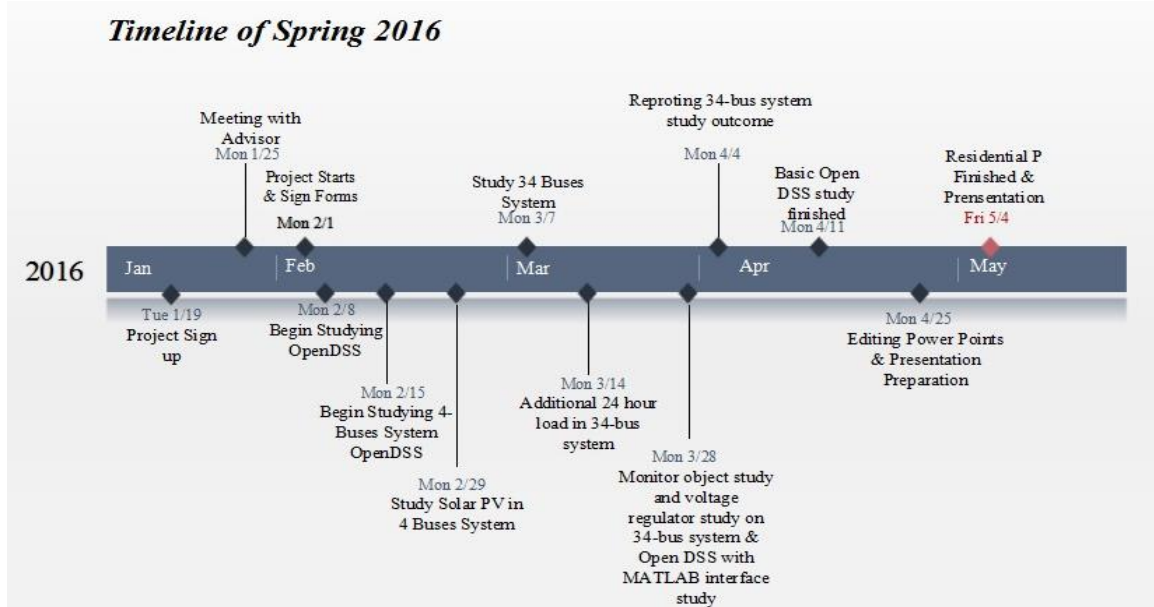 Timeline of Spring 2016
Meeting with
Advisor
Mon 1/25
Project Starts
& Sign Forms
Mon 2/1
Study 34 Buses
System
Mon 3/7
Reproting 34-bus system
study outcome
Mon 4/4
Basic Open
DSS study
finished
Mon 4/11
Residential P
Finished &
Prensentation
Fri 5/4
2016
Jan
Feb
Mar
Apr
May
Tue 1/19
Project Sign
up
Mon 2/8
Begin Studying
OpenDSS
Mon 2/15
Begin Studying 4-
Buses System
OpenDSS
Mon 2/29
Study Solar PV in
4 Buses System
Mon 3/14
Additional 24 hour
load in 34-bus
system
Mon 3/28
Monitor object study
and voltage
regulator study on
34-bus system &
Open DSS with
MATLAB interface
study
Mon 4/25
Editing Power Points
& Presentation
Preparation